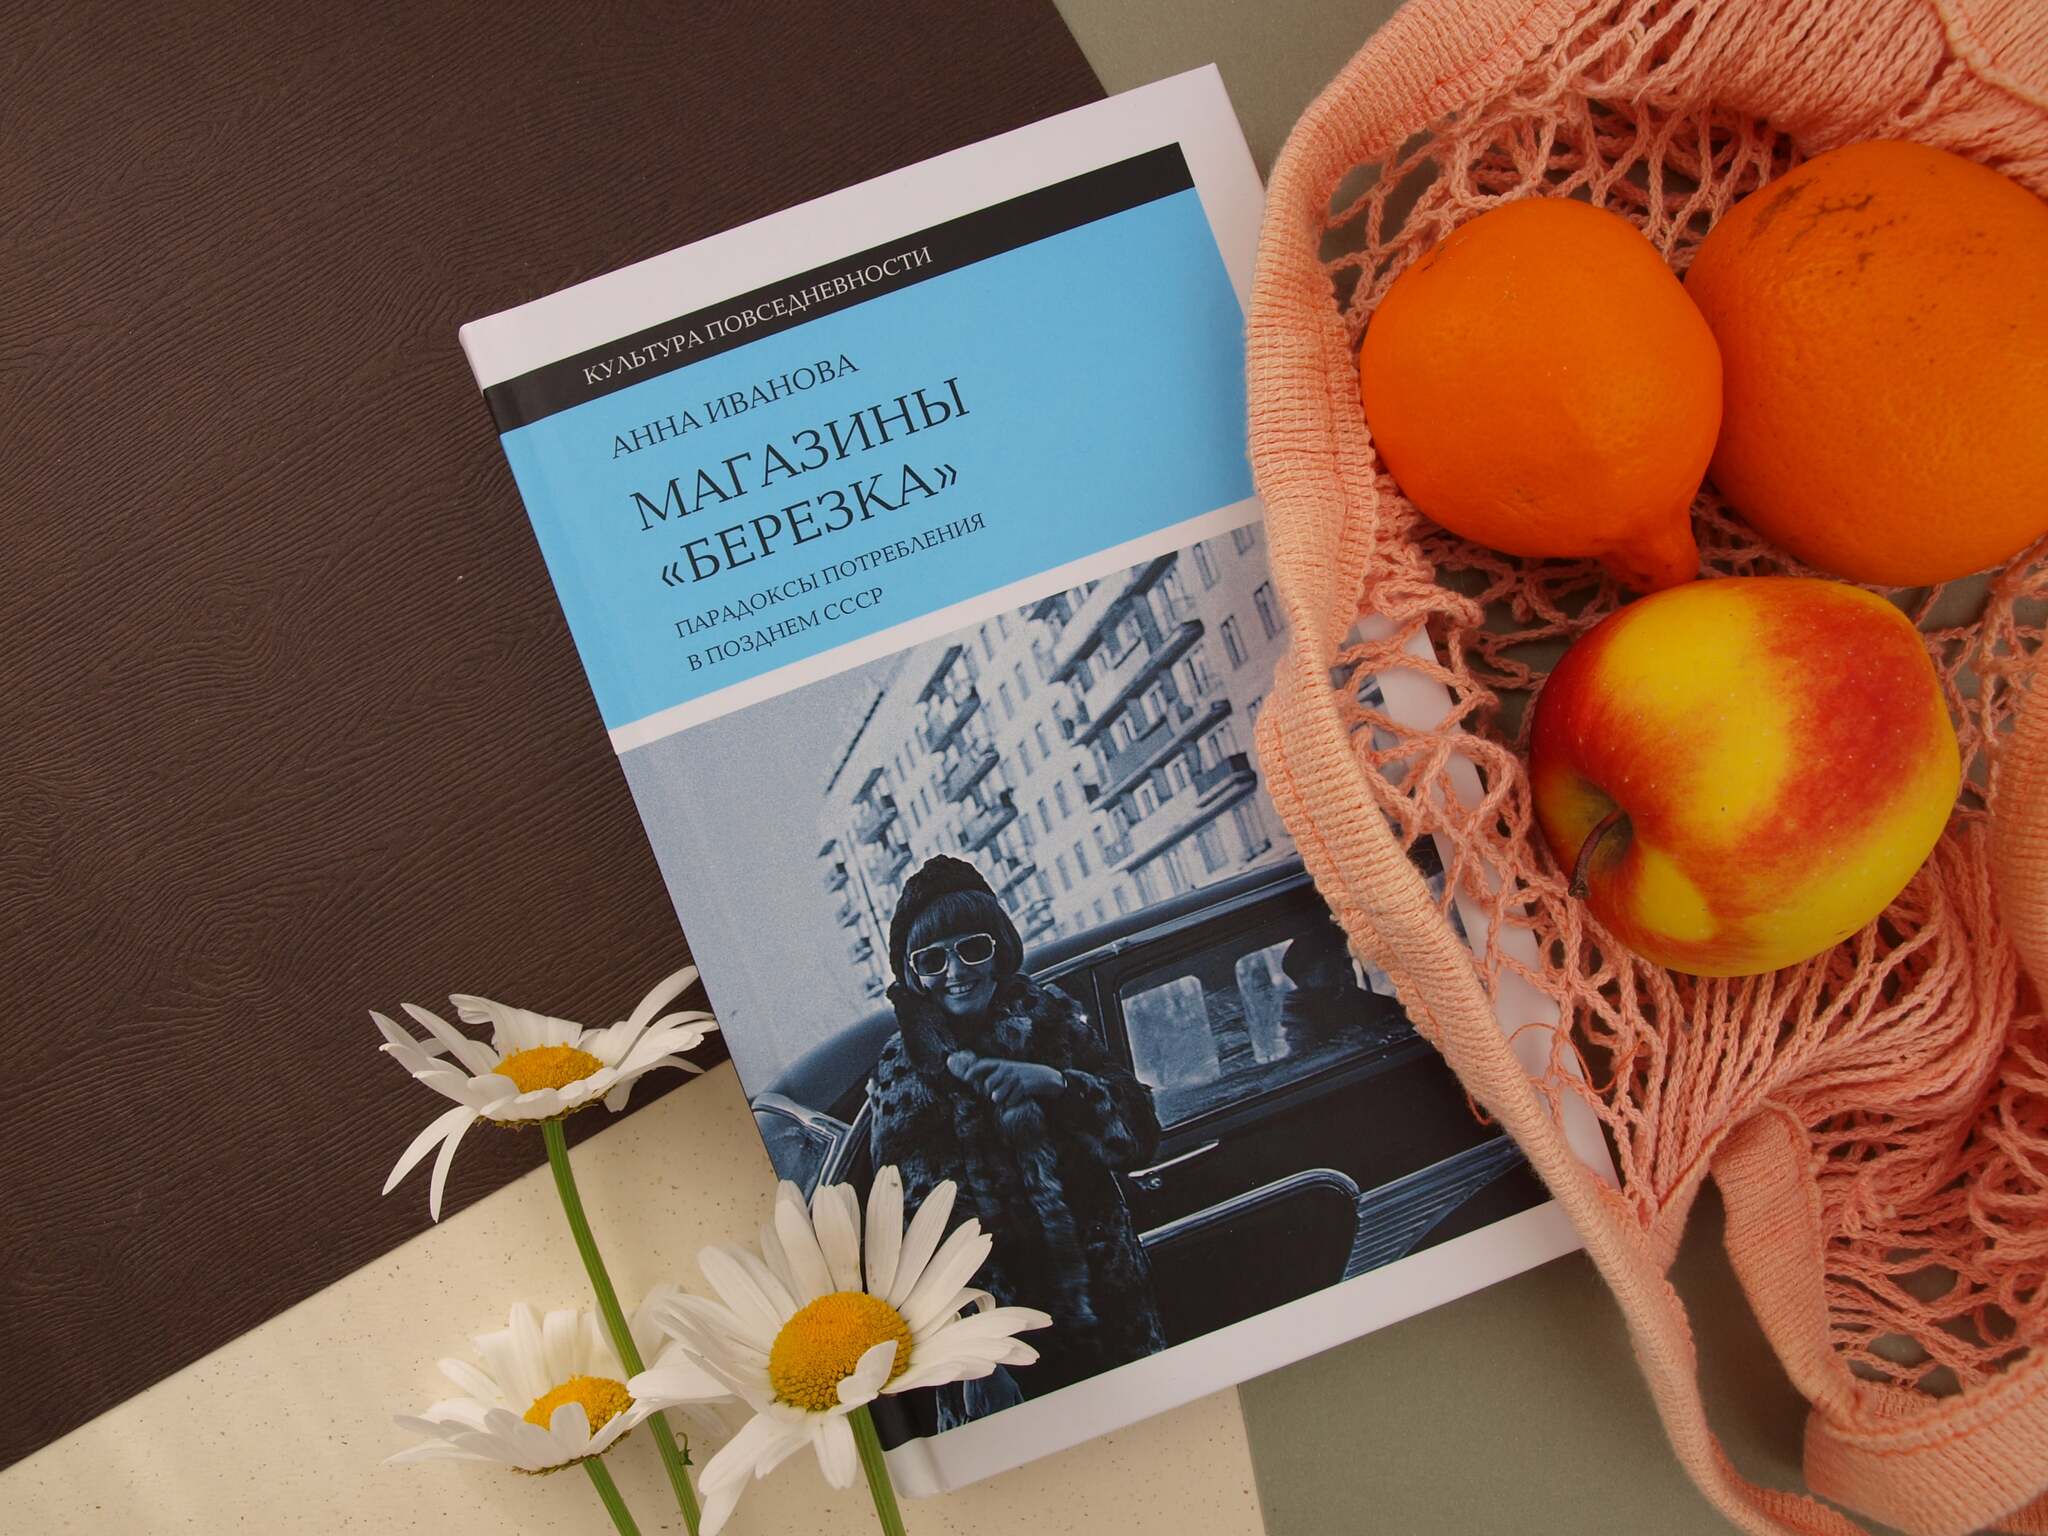 КУЛЬТУРА ПОВСЕДНЕВНОСТИ
АННА ИВАНОВА
МАГАЗИНЫ
«БЕРЕЗКА»
ПАРАДОКСЫ ПОТРЕБЛЕНИЯ
В ПОЗДНЕМ СССР